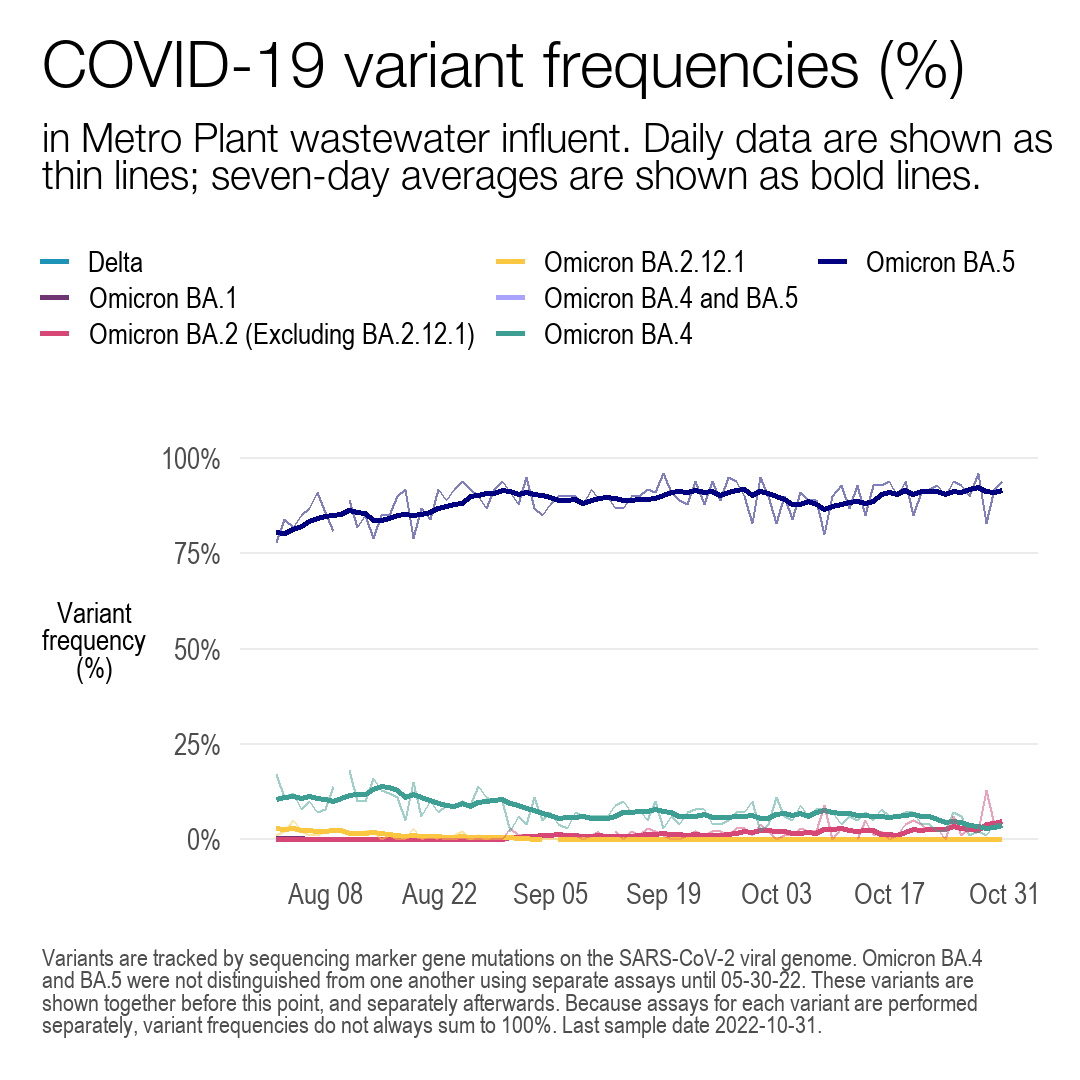 COVID-19 variant frequencies (%)
in Metro Plant wastewater influent. Daily data are shown as
thin lines; seven-day averages are shown as bold lines.
Delta
Omicron BA.1
Omicron BA.2 (Excluding BA.2.12.1)
Omicron BA.2.12.1
Omicron BA.4 and BA.5
Omicron BA.4
Omicron BA.5
100%
75%
50%
25%
0%
Variant
frequency
(%)
Aug 08
Aug 22
Sep 05
Sep 19
Oct 03
Oct 17
Oct 31
Variants are tracked by sequencing marker gene mutations on the SARS-CoV-2 viral genome. Omicron BA.4
and BA.5 were not distinguished from one another using separate assays until 05-30-22. These variants are
shown together before this point, and separately afterwards. Because assays for each variant are performed
separately, variant frequencies do not always sum to 100%. Last sample date 2022-10-31.